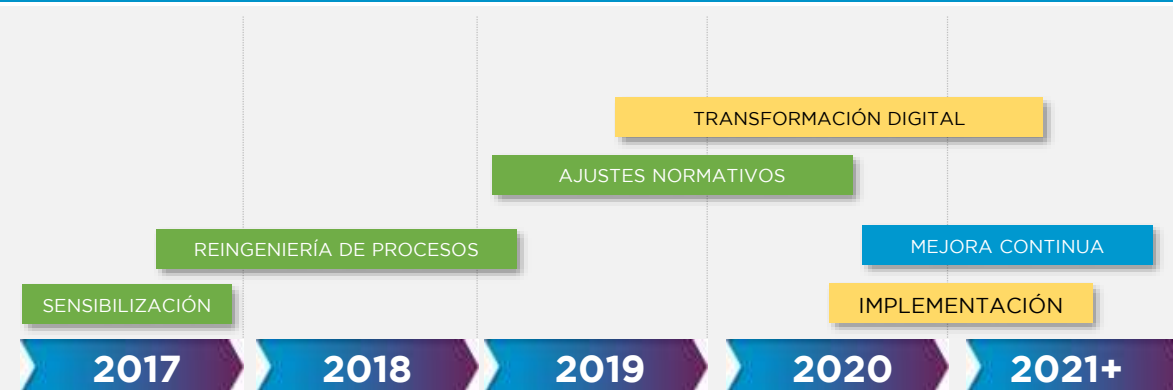 TRANSFORMACIÓN DIGITAL
AJUSTES NORMATIVOS
REINGENIERÍA DE PROCESOS
MEJORA CONTINUA
SENSIBILIZACIÓN
IMPLEMENTACIÓN
2017
2018
2019
2020
2021+